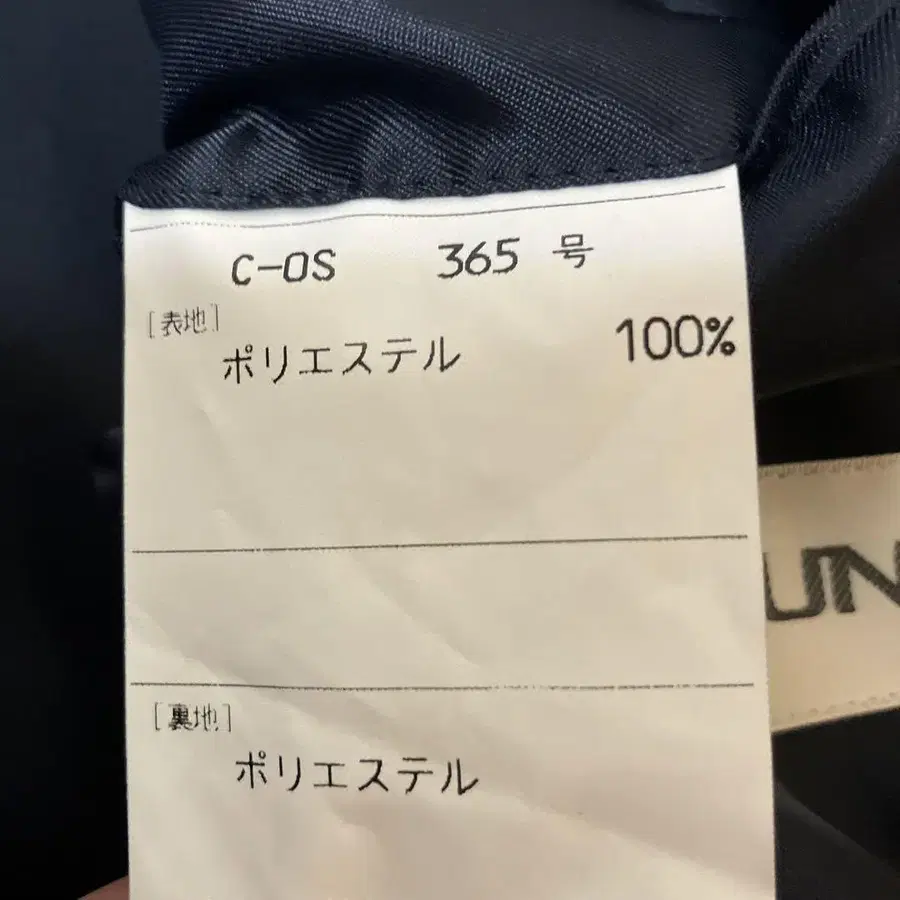 C-OS 365 号
[表地]
ポリエステル 100%
UN
[裏地]
ポリエステル